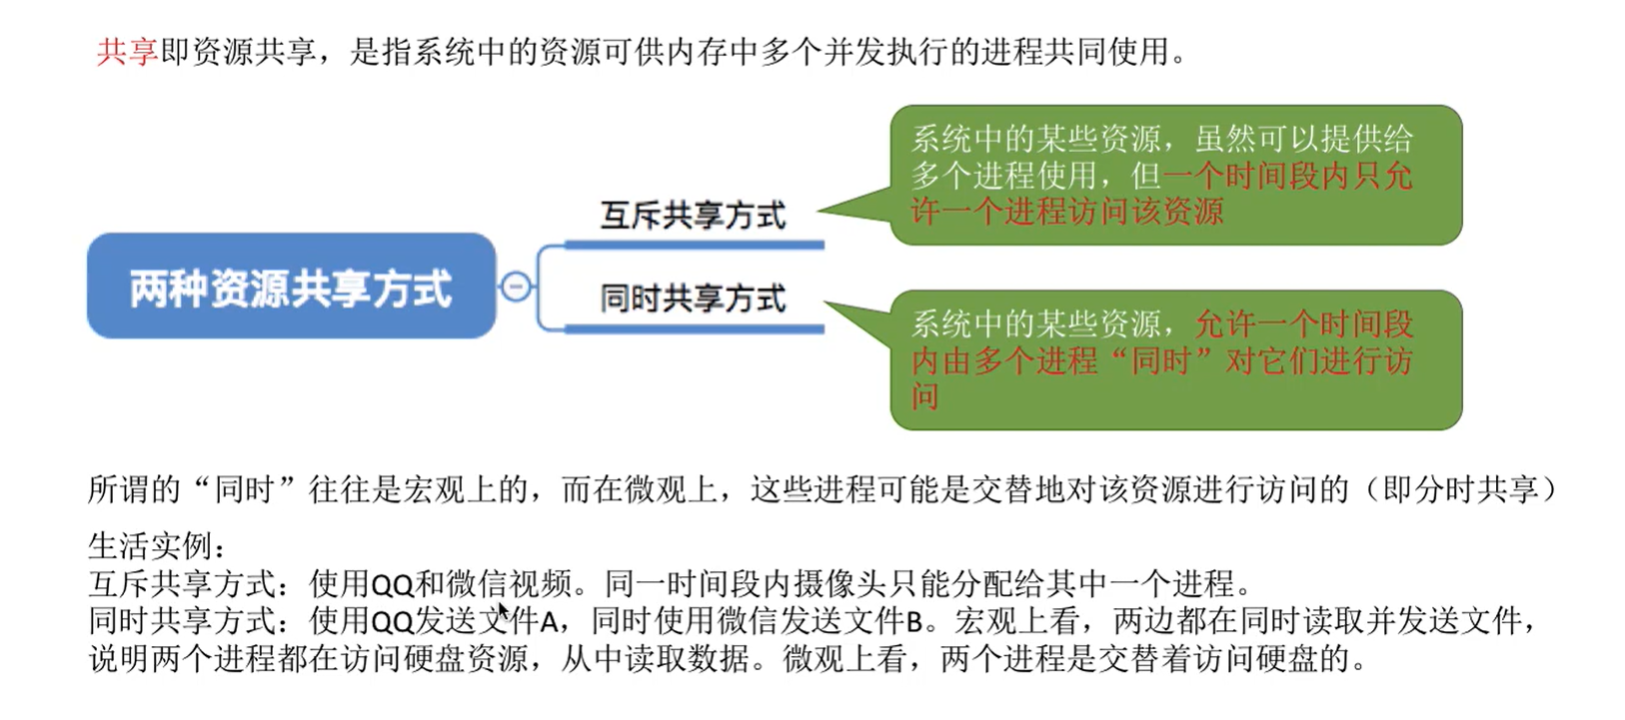 共享即资源共享，是指系统中的资源可供内存中多个并发执行的进程共同使用。
两种资源共享方式
互斥共享方式
系统中的某些资源，虽然可以提供给
多个进程使用，但一个时间段内只允
许一个进程访问该资源
同时共享方式
系统中的某些资源，允许一个时间段
内由多个进程“同时”对它们进行访
问
所谓的“同时”往往是宏观上的，而在微观上，这些进程可能是交替地对该资源进行访问的（即分时共享）
生活实例：
互斥共享方式：使用QQ和微信视频。同一时间段内摄像头只能分配给其中一个进程。
同时共享方式：使用QQ发送文件A，同时使用微信发送文件B。宏观上看，两边都在同时读取并发送文件，
说明两个进程都在访问硬盘资源，从中读取数据。微观上看，两个进程是交替着访问硬盘的。